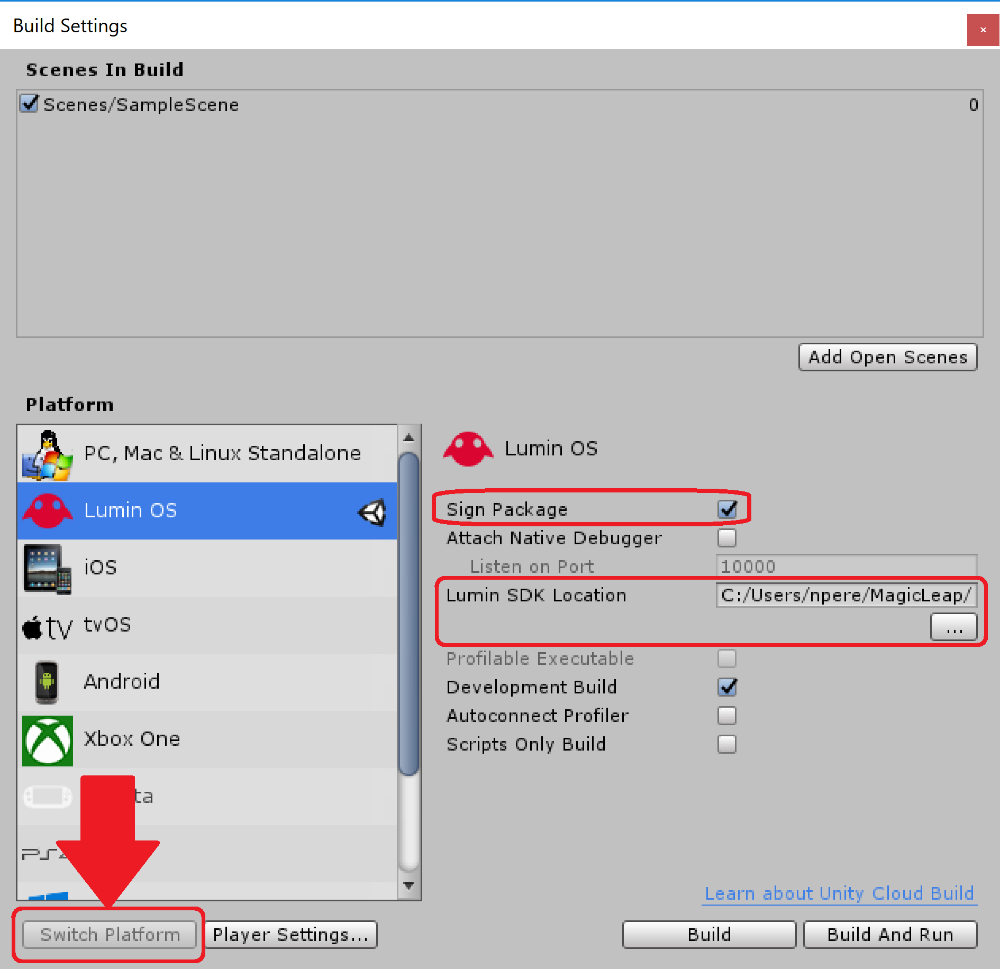 Build Settings
Scenes In Build
Scenes/SampleScene 0
Add Open Scenes
Platform
PC, Mac & Linux Standalone
Lumin OS
iOS
tv tvOS
Android
Xbox One
Lumin OS
Sign Package
Attach Native Debugger
Listen on Port 10000
Lumin SDK Location C:/Users/npere/MagicLeap/
...
Profilable Executable
Development Build
Autoconnect Profiler
Scripts Only Build
Learn about Unity Cloud Build
Switch Platform Player Settings... Build Build And Run